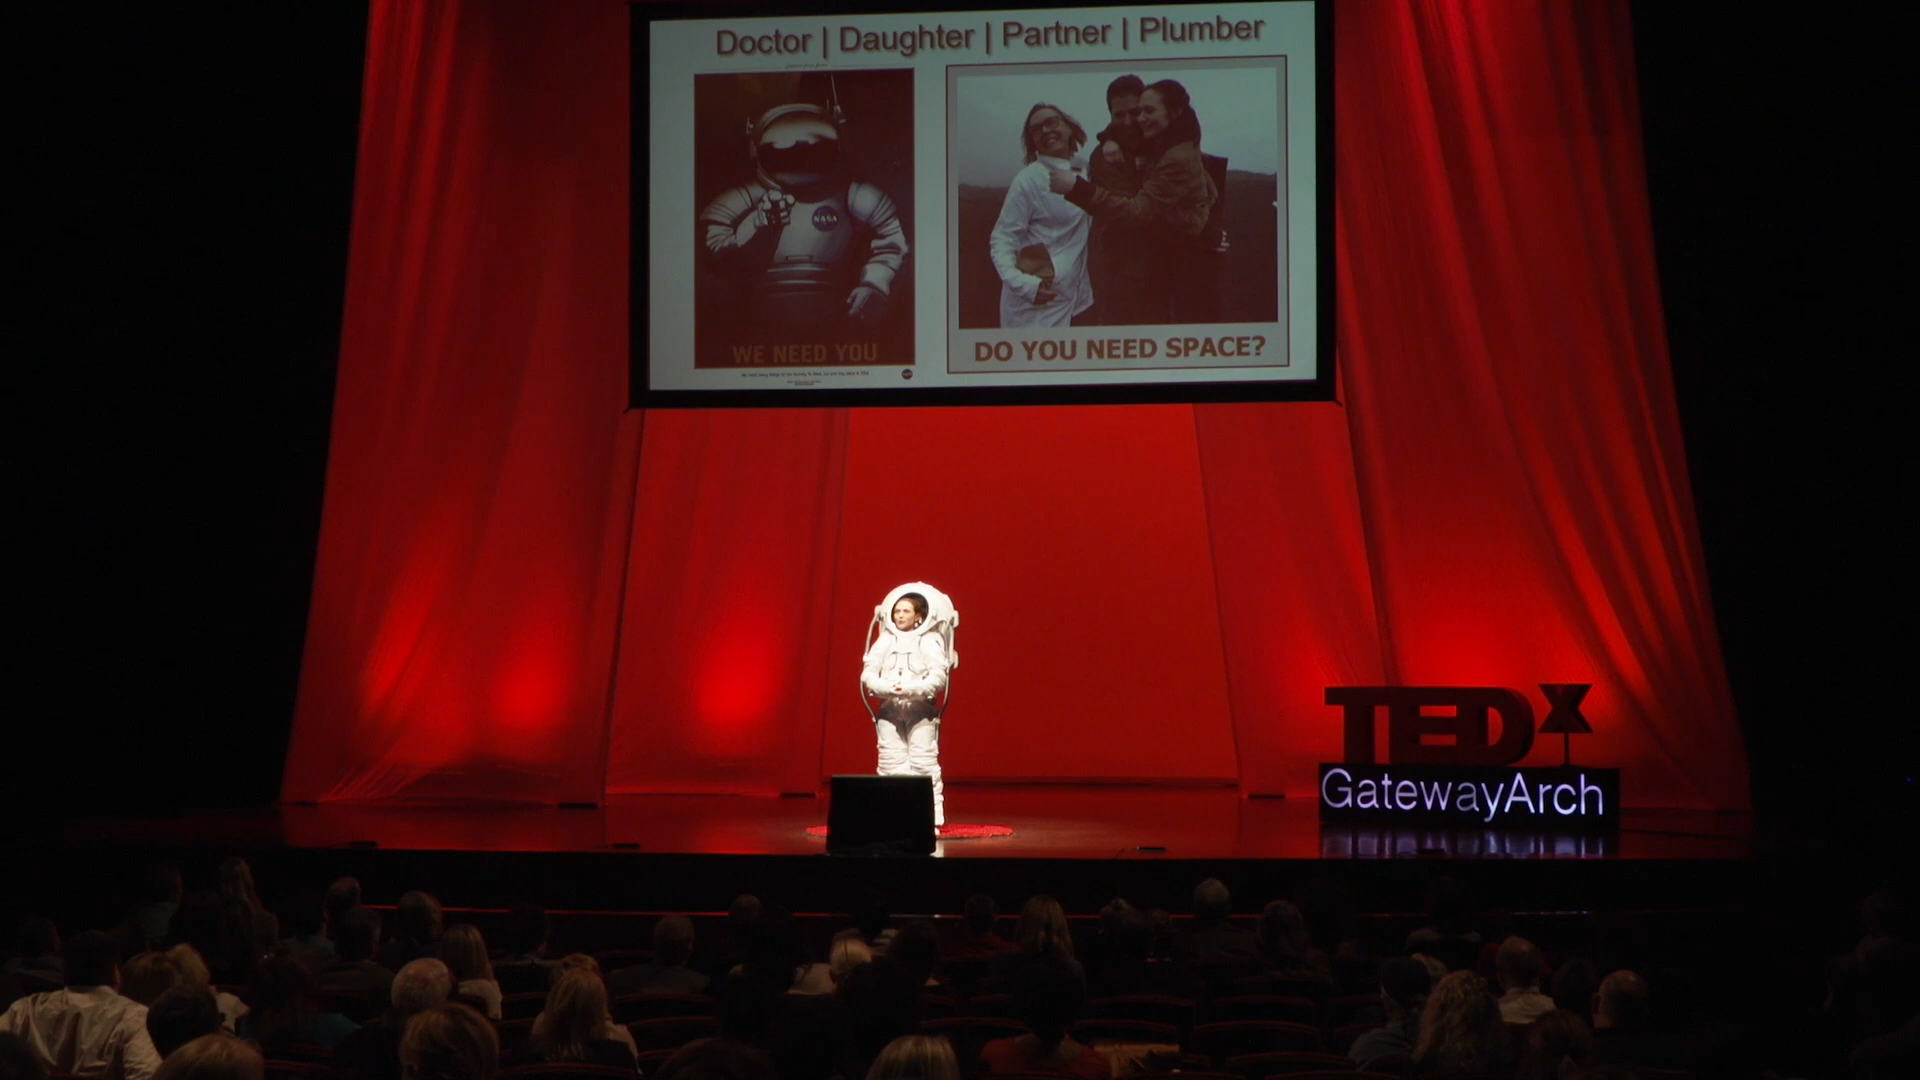 Doctor | Daughter | Partner | Plumber
NASA
WE NEED YOU
DO YOU NEED SPACE?
TEDx
GatewayArch